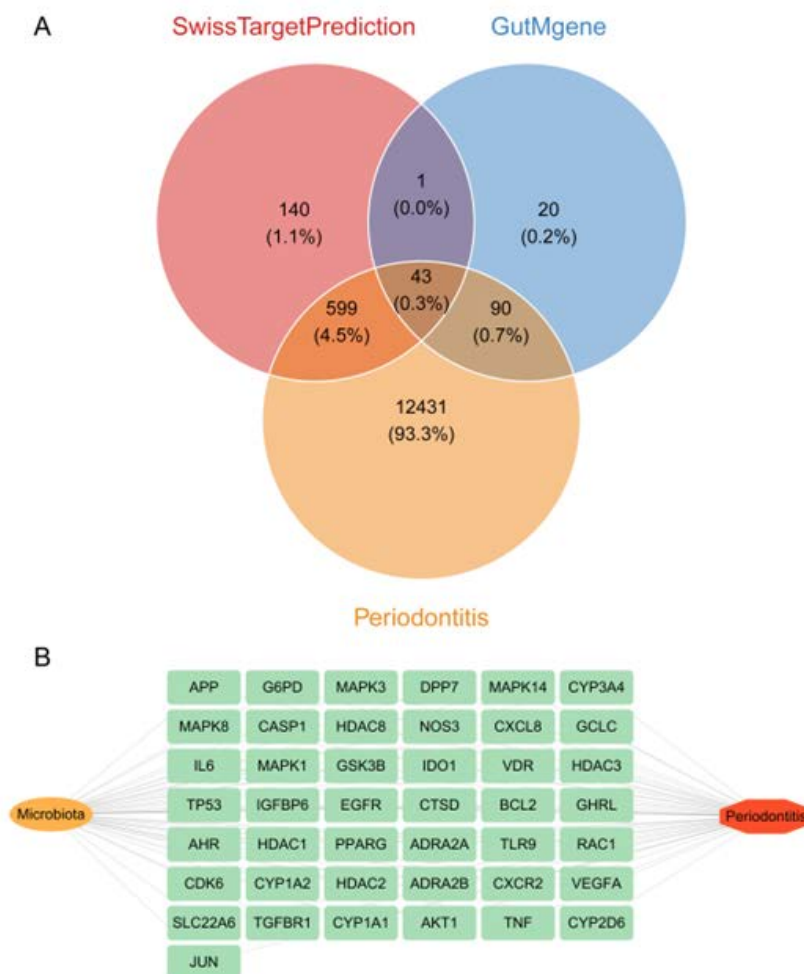 A
SwissTargetPrediction GutMgene
1
(0.0%)
140
(1.1%)
20
(0.2%)
43
(0.3%)
599
(4.5%)
90
(0.7%)
12431
(93.3%)
Periodontitis
B
APP G6PD MAPK3 DPP7 MAPK14 CYP3A4
MAPK8 CASP1 HDAC8 NOS3 CXCL8 GCLC
IL6 MAPK1 GSK3B IDO1 VDR HDAC3
Microbiota TP53 IGFBP6 EGFR CTSD BCL2 GHRL Periodontitis
AHR HDAC1 PPARG ADRA2A TLR9 RAC1
CDK6 CYP1A2 HDAC2 ADRA2B CXCR2 VEGFA
SLC22A6 TGFBR1 CYP1A1 AKT1 TNF CYP2D6
JUN